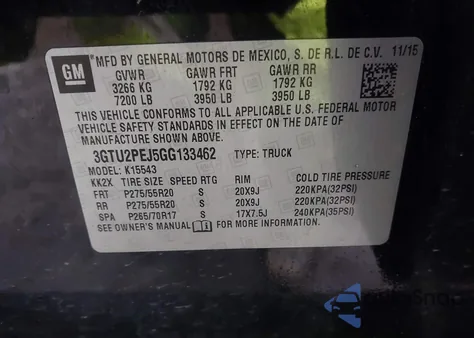 GM
MFD BY GENERAL MOTORS DE MEXICO, S. DE R.L. DE C.V. 11/15
GVWR GAWR FRT GAWR RR
3266 KG 1792 KG 1792 KG
7200 LB 3950 LB 3950 LB
THIS VEHICLE CONFORMS TO ALL APPLICABLE U.S. FEDERAL MOTOR
VEHICLE SAFETY STANDARDS IN EFFECT ON THE DATE OF
MANUFACTURE SHOWN ABOVE.
3GTU2PEJ5GG133462 TYPE: TRUCK
MODEL: K15543
KK2X TIRE SIZE SPEED RTG RIM COLD TIRE PRESSURE
FRT P275/55R20 S 20X9J 220KPA(32PSI)
RR P275/55R20 S 20X9J 220KPA(32PSI)
SPA P265/70R17 S 17X7.5J 240KPA(35PSI)
SEE OWNER'S MANUAL FOR MORE INFORMATION.